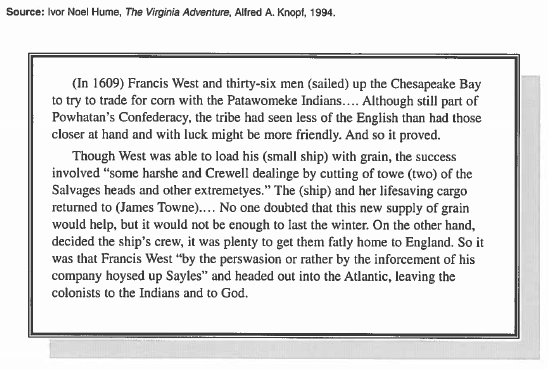 Source: Ivor Noel Hume, The Virginia Adventure, Alfred A. Knopf, 1994.
(In 1609) Francis West and thirty-six men (sailed) up the Chesapeake Bay
to try to trade for corn with the Patawomeke Indians.... Although still part of
Powhatan's Confederacy, the tribe had seen less of the English than had those
closer at hand and with luck might be more friendly. And so it proved.
Though West was able to load his (small ship) with grain, the success
involved "some harshe and Crewell dealinge by cutting of towe (two) of the
Salvages heads and other extremetyes." The (ship) and her lifesaving cargo
returned to (James Towne).... No one doubted that this new supply of grain
would help, but it would not be enough to last the winter. On the other hand,
decided the ship's crew, it was plenty to get them fatly home to England. So it
was that Francis West "by the perswasion or rather by the inforcement of his
company hoysed up Sayles" and headed out into the Atlantic, leaving the
colonists to the Indians and to God.